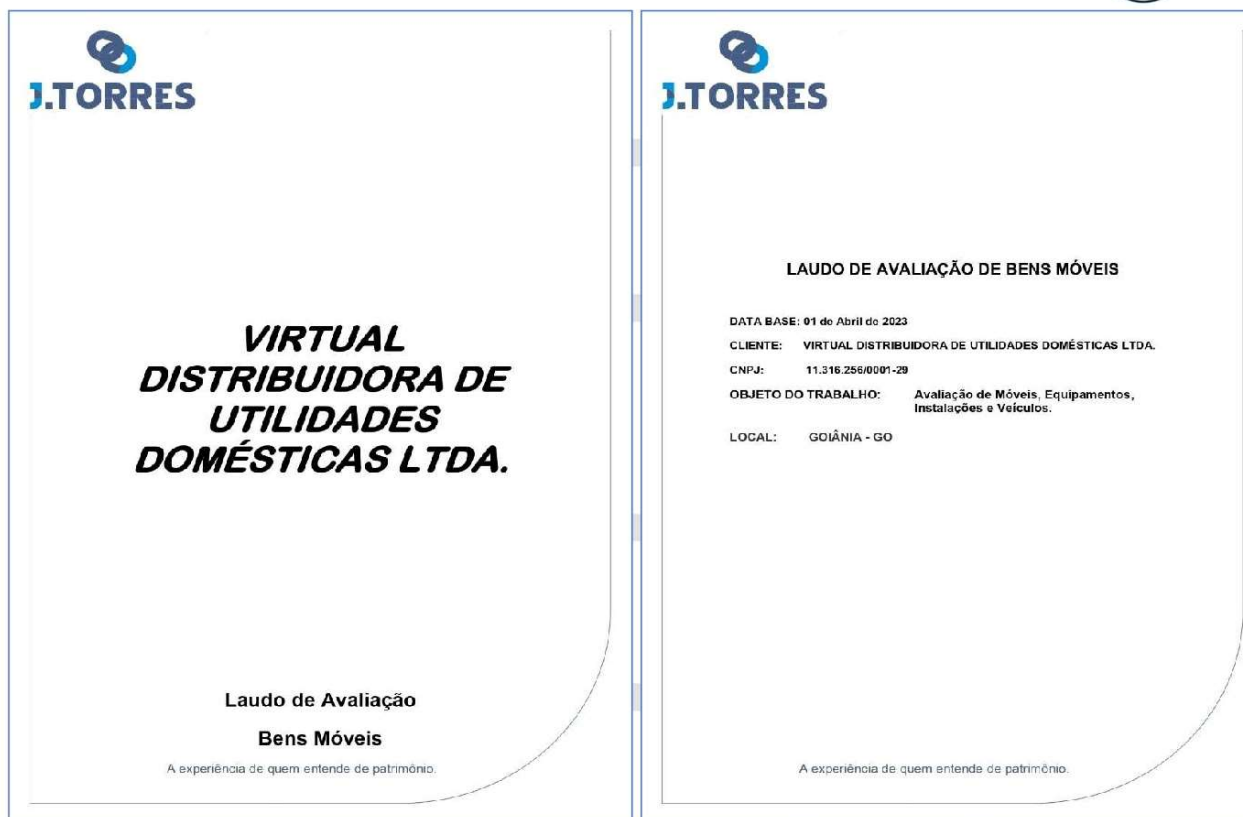 J.TORRES
VIRTUAL
DISTRIBUIDORA DE
UTILIDADES
DOMÉSTICAS LTDA.
Laudo de Avaliação
Bens Móveis
A experiência de quem entende de patrimônio.
J.TORRES
LAUDO DE AVALIAÇÃO DE BENS MÓVEIS
DATA BASE: 01 de Abril de 2023
CLIENTE: VIRTUAL DISTRIBUIDORA DE UTILIDADES DOMÉSTICAS LTDA.
CNPJ: 11.316.256/0001-29
OBJETO DO TRABALHO: Avaliação de Móveis, Equipamentos,
Instalações e Veículos.
LOCAL: GOIÂNIA - GO
A experiência de quem entende de patrimônio.